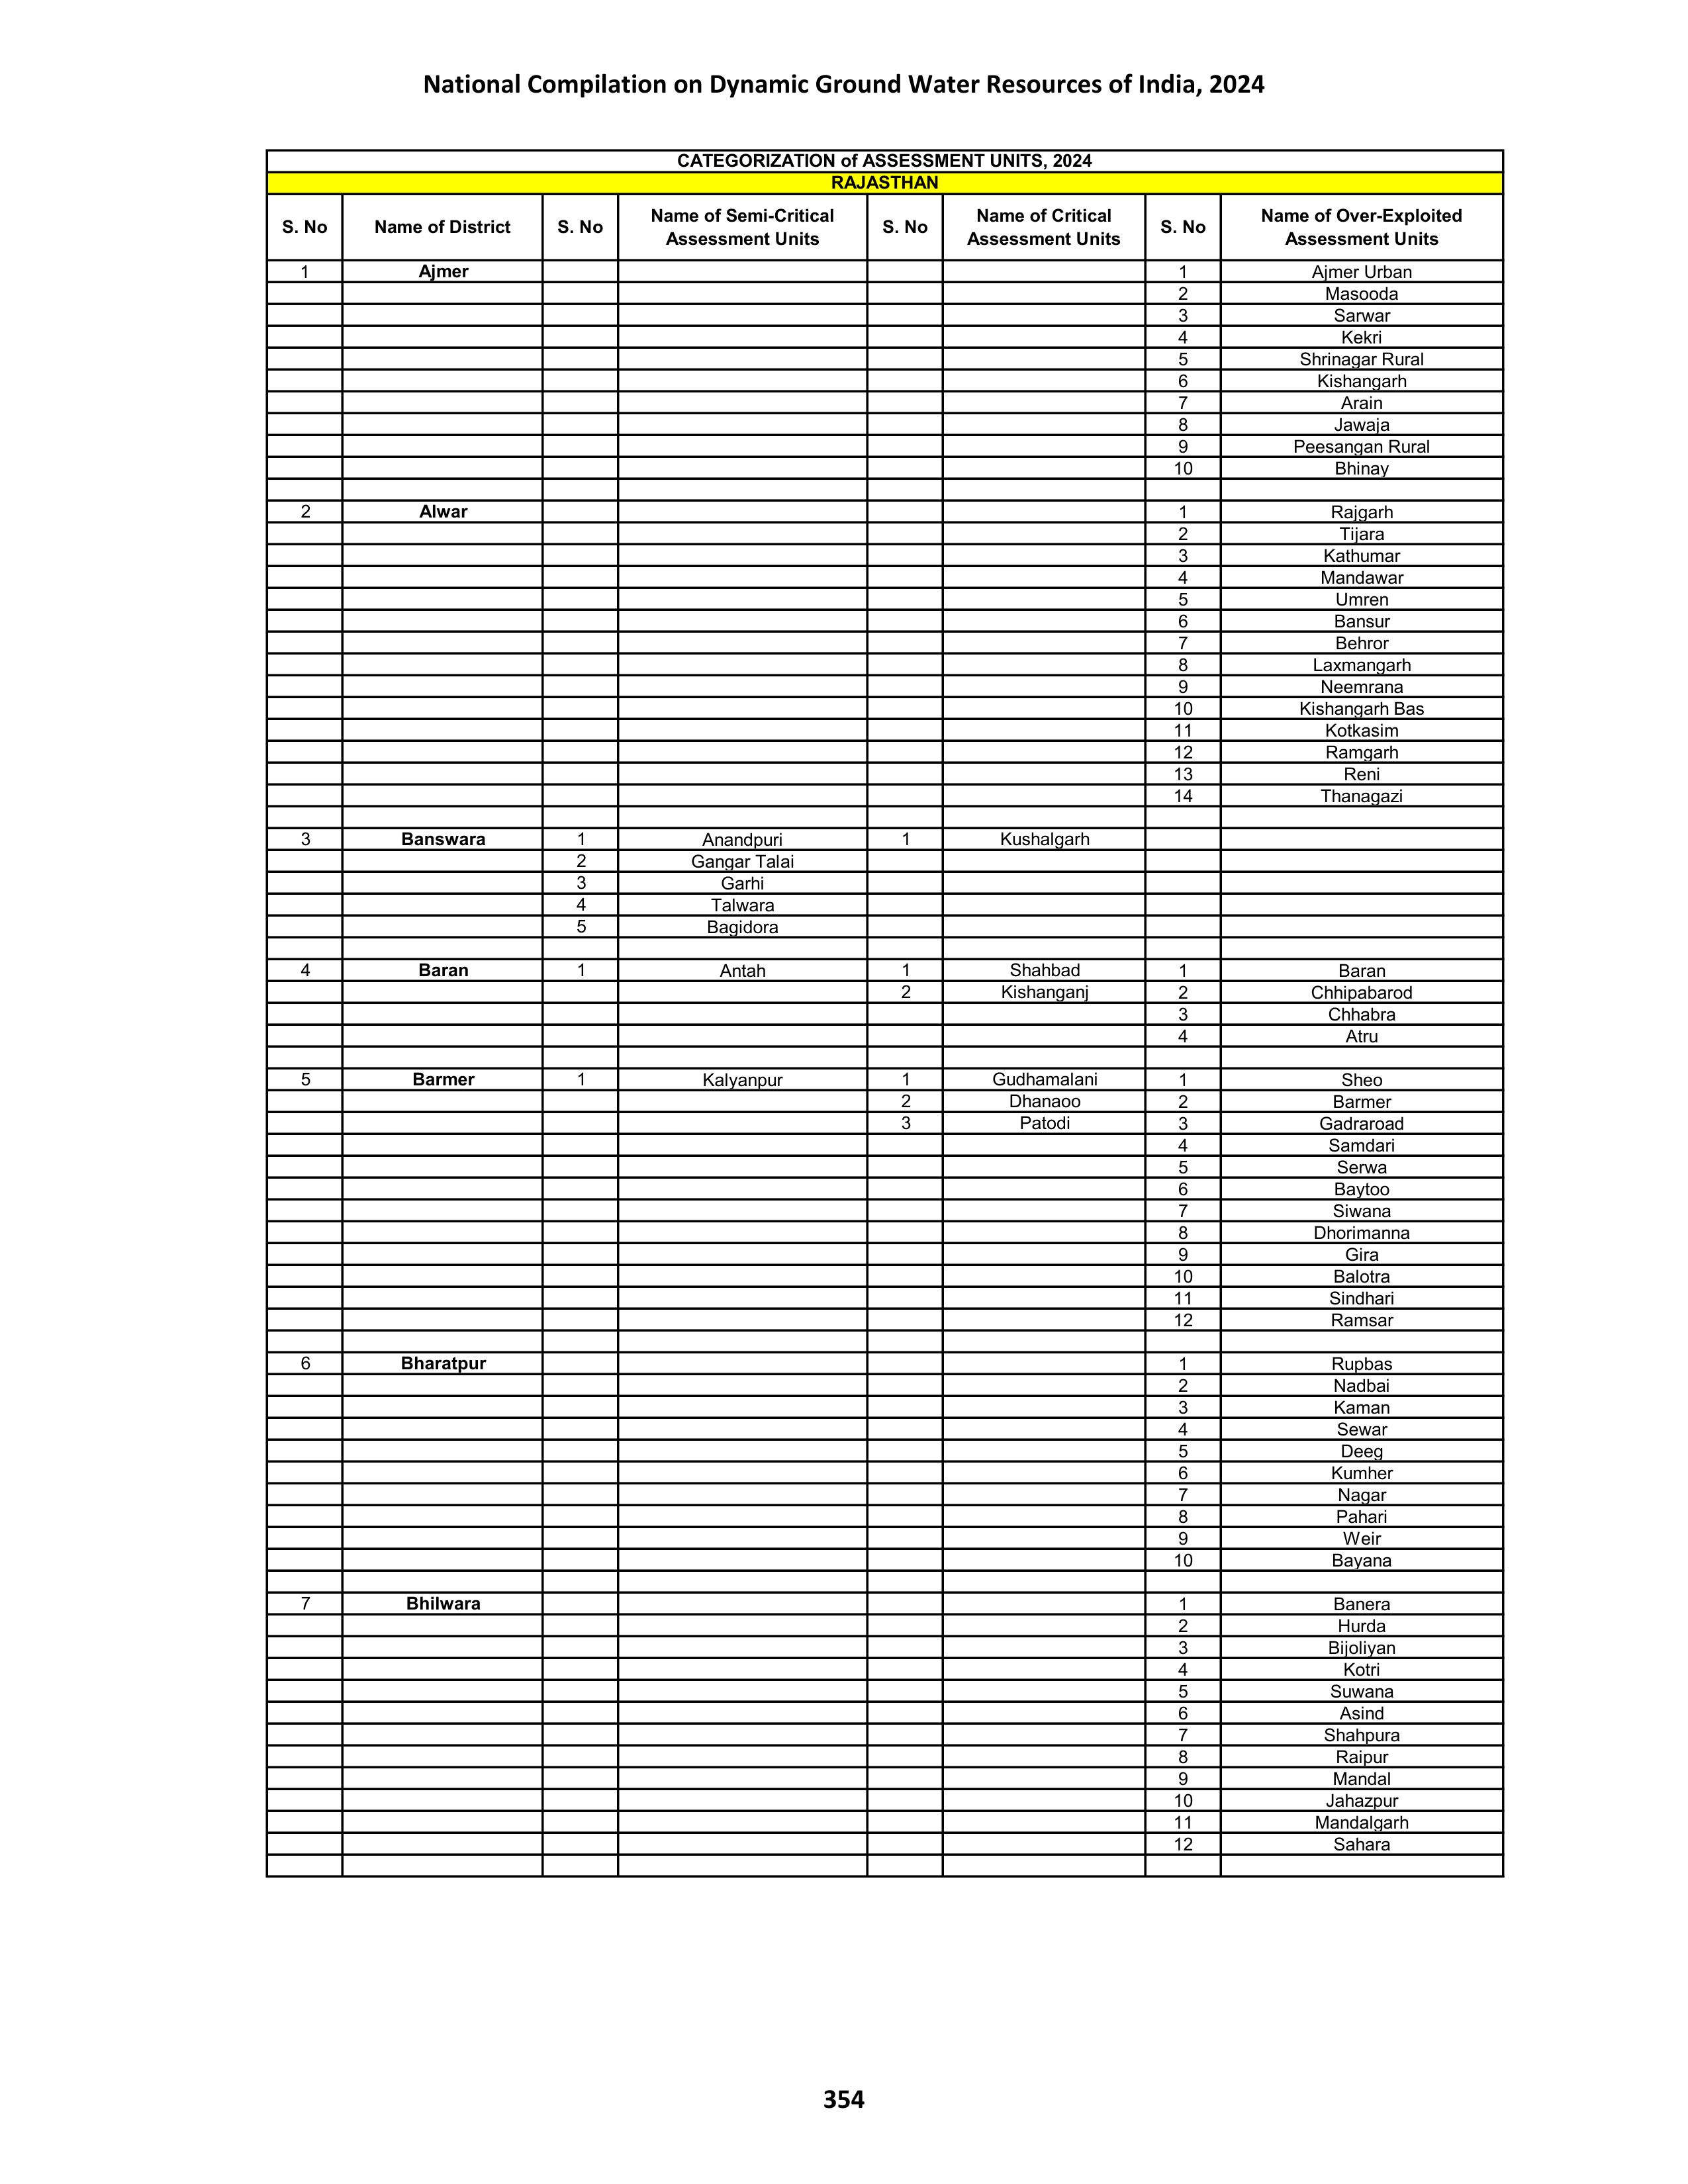 National Compilation on Dynamic Ground Water Resources of India, 2024
CATEGORIZATION of ASSESSMENT UNITS, 2024
RAJASTHAN
S. No Name of District S. No Name of Semi-Critical Assessment Units S. No Name of Critical Assessment Units S. No Name of Over-Exploited Assessment Units
1 Ajmer 1 Ajmer Urban
2 Masooda
3 Sarwar
4 Kekri
5 Shrinagar Rural
6 Kishangarh
7 Arain
8 Jawaja
9 Peesangan Rural
10 Bhinay
2 Alwar 1 Rajgarh
2 Tijara
3 Kathumar
4 Mandawar
5 Umren
6 Bansur
7 Behror
8 Laxmangarh
9 Neemrana
10 Kishangarh Bas
11 Kotkasim
12 Ramgarh
13 Reni
14 Thanagazi
3 Banswara 1 Anandpuri 1 Kushalgarh
2 Gangar Talai
3 Garhi
4 Talwara
5 Bagidora
4 Baran 1 Antah 1 Shahbad 1 Baran
2 Kishanganj 2 Chhipabarod
3 Chhabra
4 Atru
5 Barmer 1 Kalyanpur 1 Gudhamalani 1 Sheo
2 Dhanaoo 2 Barmer
3 Patodi 3 Gadraroad
4 Samdari
5 Serwa
6 Baytoo
7 Siwana
8 Dhorimanna
9 Gira
10 Balotra
11 Sindhari
12 Ramsar
6 Bharatpur 1 Rupbas
2 Nadbai
3 Kaman
4 Sewar
5 Deeg
6 Kumher
7 Nagar
8 Pahari
9 Weir
10 Bayana
7 Bhilwara 1 Banera
2 Hurda
3 Bijoliyan
4 Kotri
5 Suwana
6 Asind
7 Shahpura
8 Raipur
9 Mandal
10 Jahazpur
11 Mandalgarh
12 Sahara
354